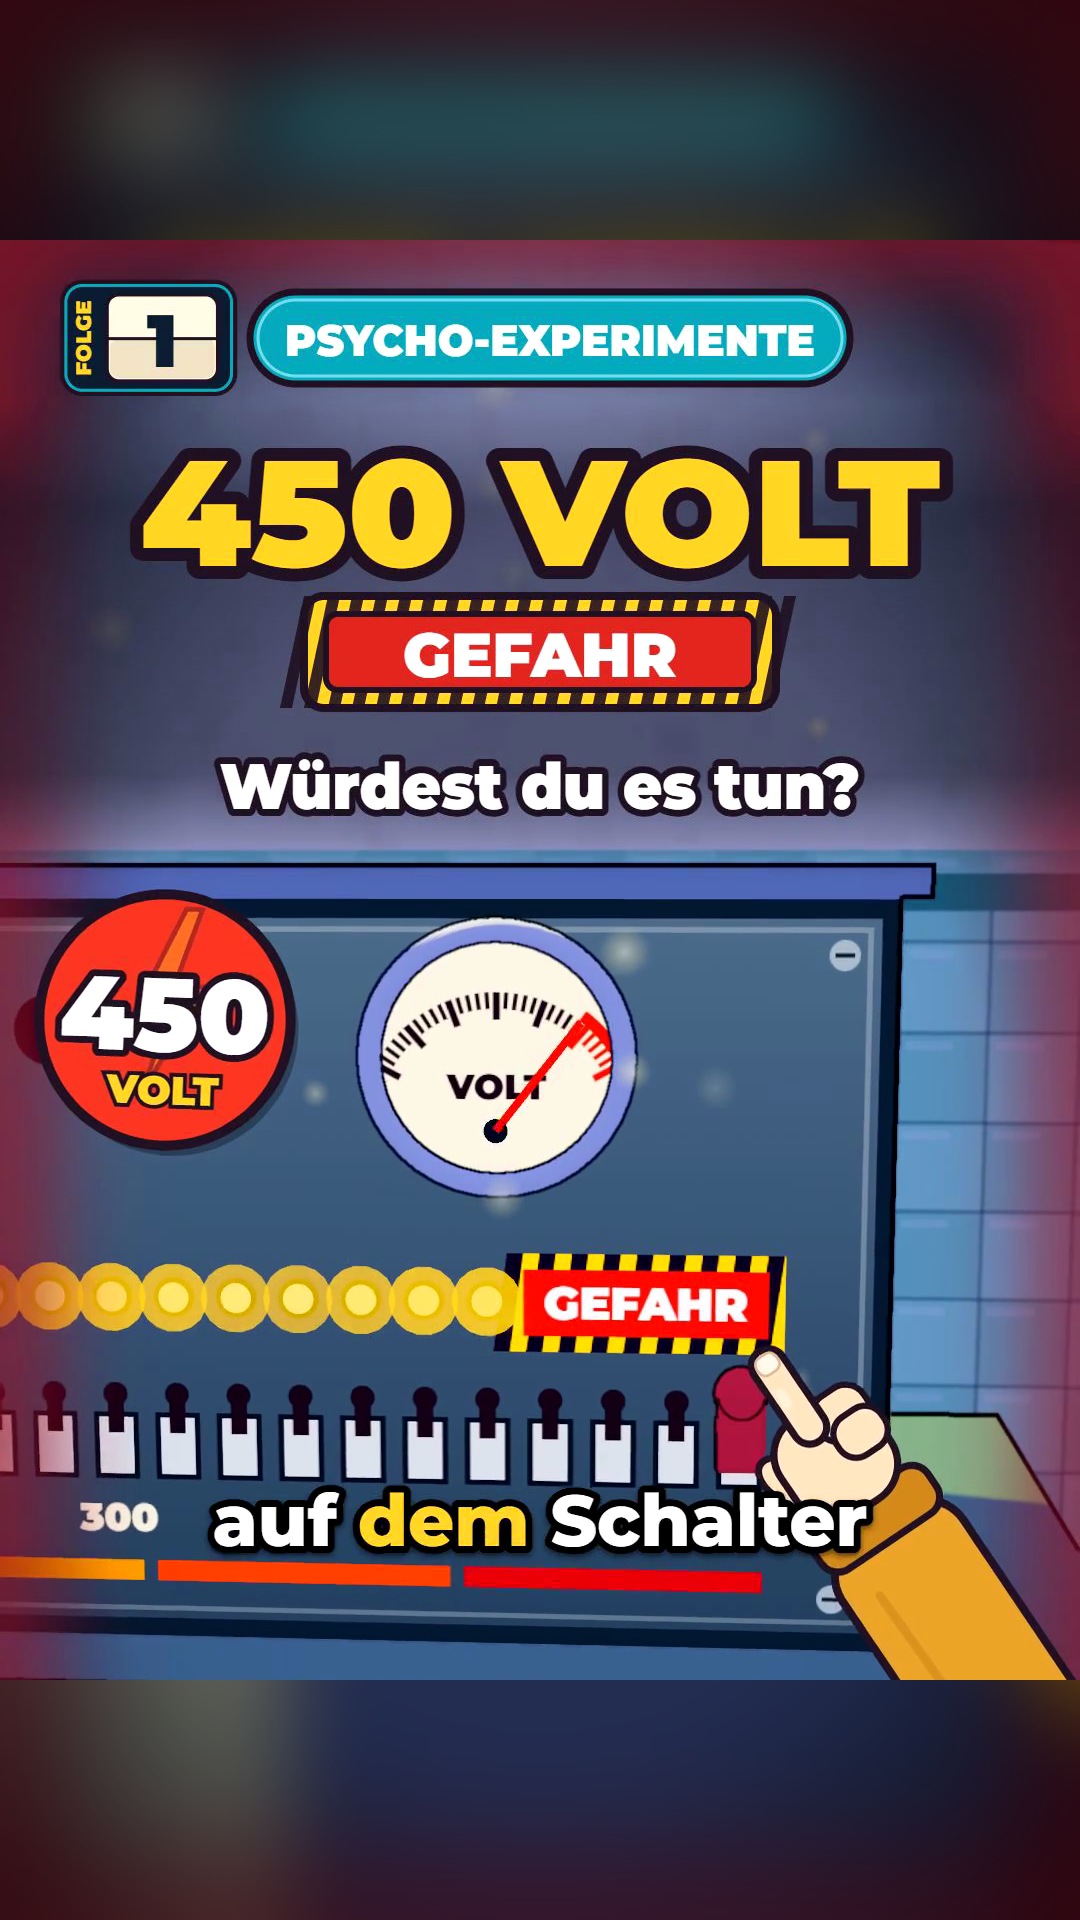 FOLGE
1
PSYCHO-EXPERIMENTE
450 VOLT
GEFAHR
Würdest du es tun?
450
VOLT
VOLT
GEFAHR
300
auf dem Schalter